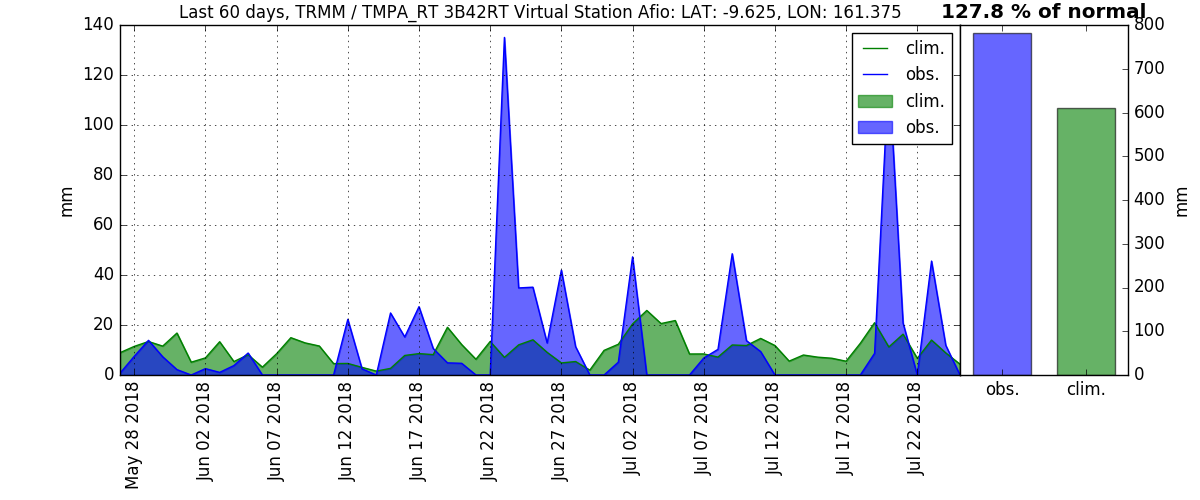 Last 60 days, TRMM / TMPA_RT 3B42RT Virtual Station Afio: LAT: -9.625, LON: 161.375
127.8 % of normal
140
120
100
80
60
40
20
0
mm
clim.
obs.
clim.
obs.
800
700
600
500
400
300
200
100
0
mm
May 28 2018
Jun 02 2018
Jun 07 2018
Jun 12 2018
Jun 17 2018
Jun 22 2018
Jun 27 2018
Jul 02 2018
Jul 07 2018
Jul 12 2018
Jul 17 2018
Jul 22 2018
obs.
clim.